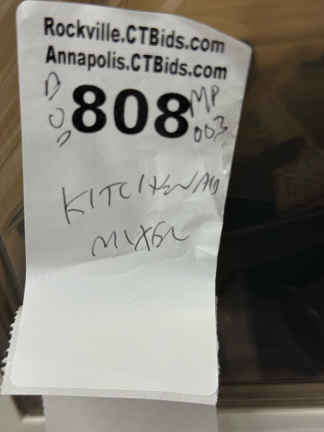 Rockville.CTBids.com
Annapolis.CTBids.com
808
MP
003
KITCHENAID
MIXER